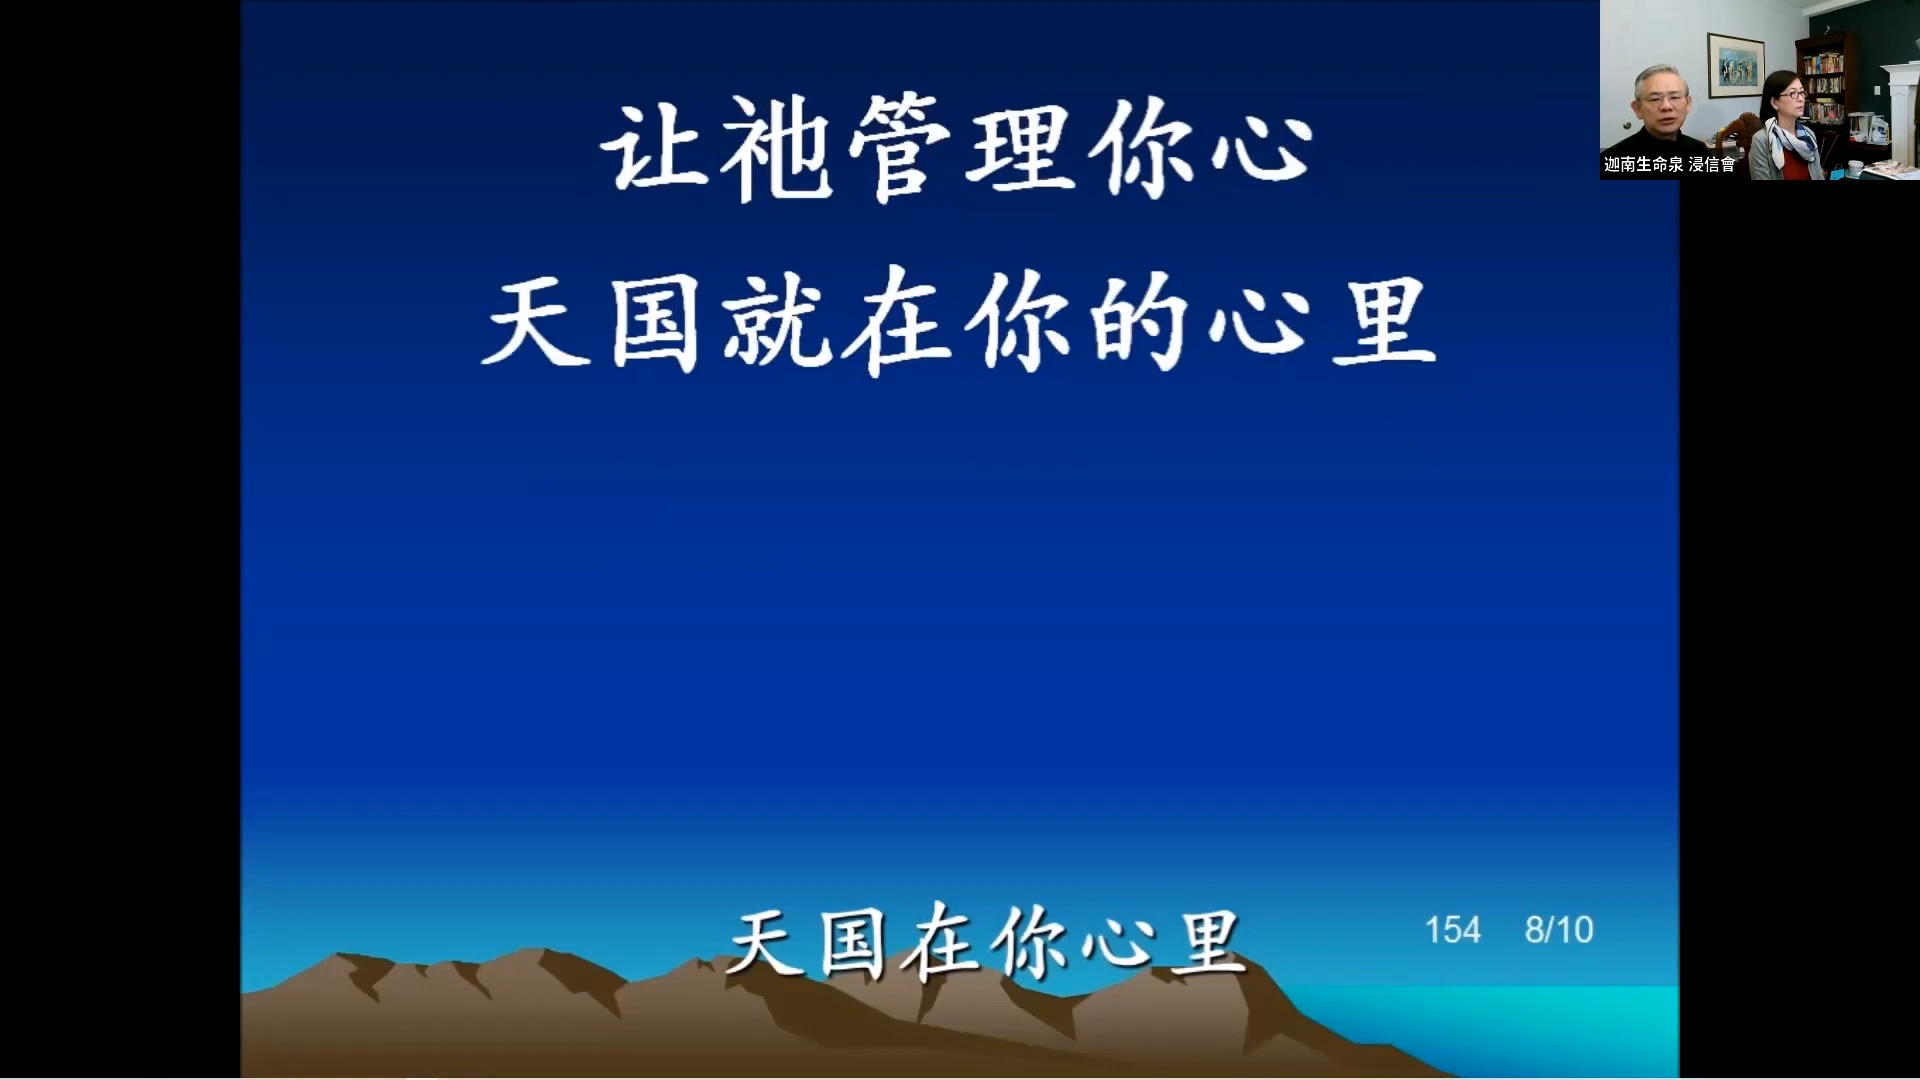 让祂管理你心
天国就在你的心里
天国在你心里
154 8/10
迦南生命泉 浸信會